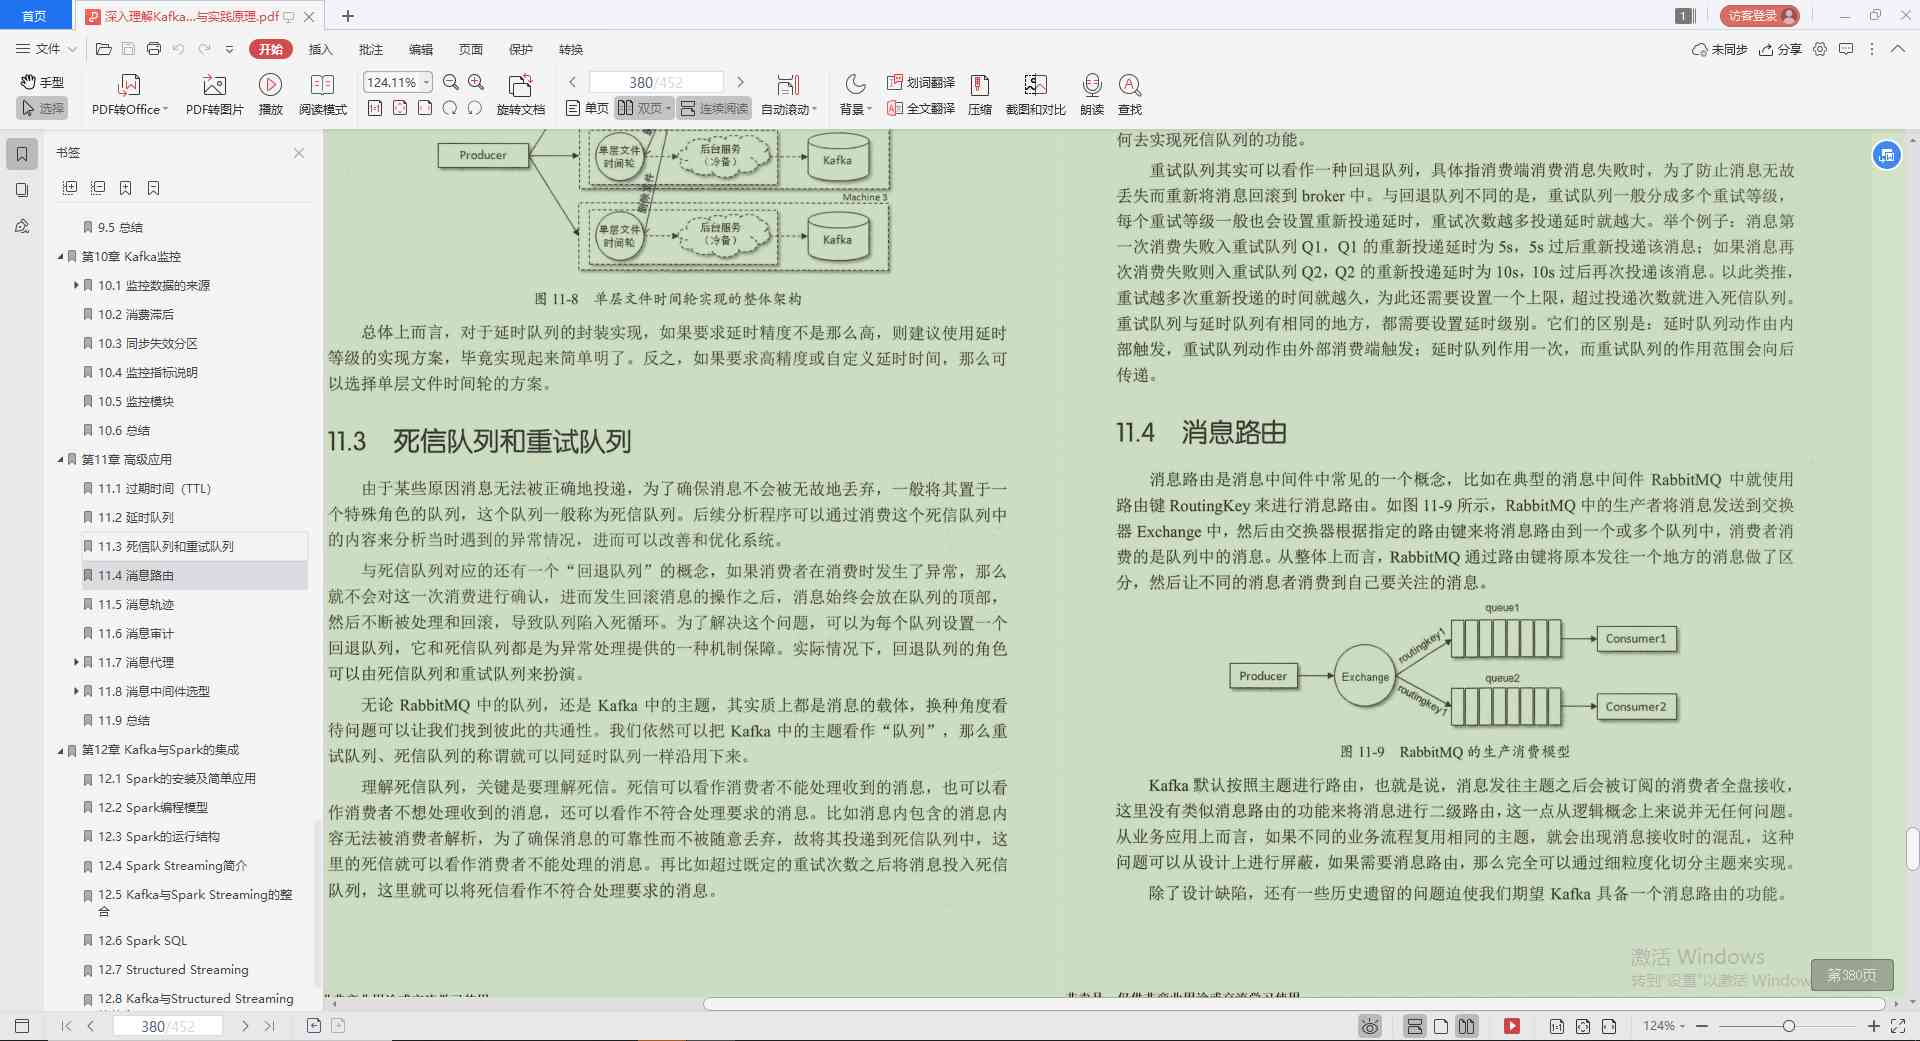 首页
深入理解Kafka...与实践原理.pdf
1
访客登录
文件
开始
插入
批注
编辑
页面
保护
转换
未同步
分享
手型
选择
PDF转Office
PDF转图片
播放
阅读模式
124.11%
旋转文档
380/452
单页
双页
连续阅读
自动滚动
背景
划词翻译
全文翻译
压缩
截图和对比
朗读
查找
书签
9.5 总结
第10章 Kafka监控
10.1 监控数据的来源
10.2 消费滞后
10.3 同步失效分区
10.4 监控指标说明
10.5 监控模块
10.6 总结
第11章 高级应用
11.1 过期时间（TTL）
11.2 延时队列
11.3 死信队列和重试队列
11.4 消息路由
11.5 消息轨迹
11.6 消息审计
11.7 消息代理
11.8 消息中间件选型
11.9 总结
第12章 Kafka与Spark的集成
12.1 Spark的安装及简单应用
12.2 Spark编程模型
12.3 Spark的运行结构
12.4 Spark Streaming简介
12.5 Kafka与Spark Streaming的整
合
12.6 Spark SQL
12.7 Structured Streaming
12.8 Kafka与Structured Streaming
Producer
单层文件
时间轮
后台服务
（冷备）
Kafka
Machine 3
单层文件
时间轮
后台服务
（冷备）
Kafka
图 11-8 单层文件时间轮实现的整体架构
总体上而言，对于延时队列的封装实现，如果要求延时精度不是那么高，则建议使用延时
等级的实现方案，毕竟实现起来简单明了。反之，如果要求高精度或自定义延时时间，那么可
以选择单层文件时间轮的方案。
11.3 死信队列和重试队列
由于某些原因消息无法被正确地投递，为了确保消息不会被无故地丢弃，一般将其置于一
个特殊角色的队列，这个队列一般称为死信队列。后续分析程序可以通过消费这个死信队列中
的内容来分析当时遇到的异常情况，进而可以改善和优化系统。
与死信队列对应的还有一个“回退队列”的概念，如果消费者在消费时发生了异常，那么
就不会对这一次消费进行确认，进而发生回滚消息的操作之后，消息始终会放在队列的顶部，
然后不断被处理和回滚，导致队列陷入死循环。为了解决这个问题，可以为每个队列设置一个
回退队列，它和死信队列都是为异常处理提供的一种机制保障。实际情况下，回退队列的角色
可以由死信队列和重试队列来扮演。
无论 RabbitMQ 中的队列，还是 Kafka 中的主题，其实质上都是消息的载体，换种角度看
待问题可以让我们找到彼此的共通性。我们依然可以把 Kafka 中的主题看作“队列”，那么重
试队列、死信队列的称谓就可以同延时队列一样沿用下来。
理解死信队列，关键是要理解死信。死信可以看作消费者不能处理收到的消息，也可以看
作消费者不想处理收到的消息，还可以看作不符合处理要求的消息。比如消息内包含的消息内
容无法被消费者解析，为了确保消息的可靠性而不被随意丢弃，故将其投递到死信队列中，这
里的死信就可以看作消费者不能处理的消息。再比如超过既定的重试次数之后将消息投入死信
队列，这里就可以将死信看作不符合处理要求的消息。
何去实现死信队列的功能。
重试队列其实可以看作一种回退队列，具体指消费端消费消息失败时，为了防止消息无故
丢失而重新将消息回滚到 broker 中。与回退队列不同的是，重试队列一般分成多个重试等级，
每个重试等级一般也会设置重新投递延时，重试次数越多投递延时就越大。举个例子：消息第
一次消费失败入重试队列 Q1，Q1 的重新投递延时为 5s，5s 过后重新投递该消息；如果消息再
次消费失败则入重试队列 Q2，Q2 的重新投递延时为 10s，10s 过后再次投递该消息。以此类推，
重试越多次重新投递的时间就越久，为此还需要设置一个上限，超过投递次数就进入死信队列。
重试队列与延时队列有相同的地方，都需要设置延时级别。它们的区别是：延时队列动作由内
部触发，重试队列动作由外部消费端触发；延时队列作用一次，而重试队列的作用范围会向后
传递。
11.4 消息路由
消息路由是消息中间件中常见的一个概念，比如在典型的消息中间件 RabbitMQ 中就使用
路由键 RoutingKey 来进行消息路由。如图 11-9 所示，RabbitMQ 中的生产者将消息发送到交换
器 Exchange 中，然后由交换器根据指定的路由键来将消息路由到一个或多个队列中，消费者消
费的是队列中的消息。从整体上而言，RabbitMQ 通过路由键将原本发往一个地方的消息做了区
分，然后让不同的消息者消费到自己要关注的消息。
queue1
routingkey1
Consumer1
Producer
Exchange
queue2
routingkey1
Consumer2
图 11-9 RabbitMQ 的生产消费模型
Kafka 默认按照主题进行路由，也就是说，消息发往主题之后会被订阅的消费者全盘接收，
这里没有类似消息路由的功能来将消息进行二级路由，这一点从逻辑概念上来说并无任何问题。
从业务应用上而言，如果不同的业务流程复用相同的主题，就会出现消息接收时的混乱，这种
问题可以从设计上进行屏蔽，如果需要消息路由，那么完全可以通过细粒度化切分主题来实现。
除了设计缺陷，还有一些历史遗留的问题迫使我们期望 Kafka 具备一个消息路由的功能。
激活 Windows
转到“设置”以激活 Window
第380页
380/452
124%